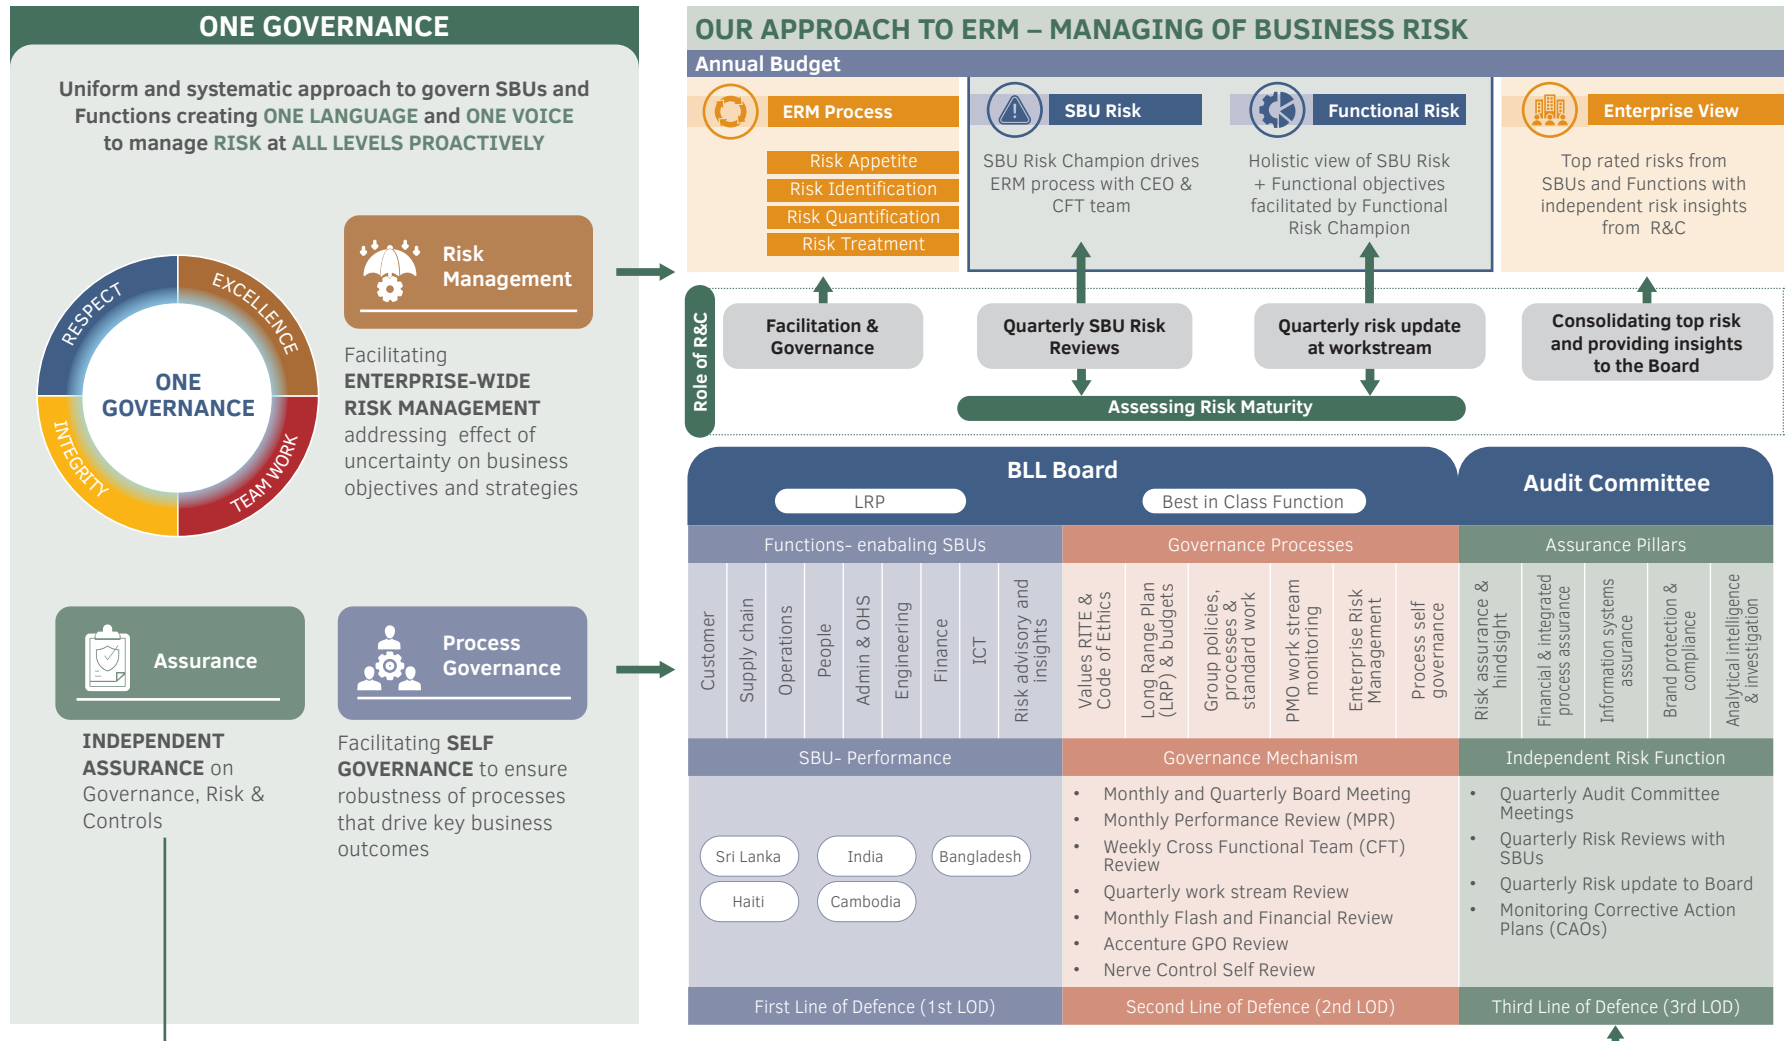 ONE GOVERNANCE
Uniform and systematic approach to govern SBUs and
Functions creating ONE LANGUAGE and ONE VOICE
to manage RISK at ALL LEVELS PROACTIVELY
RESPECT
EXCELLENCE
INTEGRITY
TEAM WORK
ONE
GOVERNANCE
Risk
Management
Facilitating
ENTERPRISE-WIDE
RISK MANAGEMENT
addressing effect of
uncertainty on business
objectives and strategies
Assurance
INDEPENDENT
ASSURANCE on
Governance, Risk &
Controls
Process
Governance
Facilitating SELF
GOVERNANCE to ensure
robustness of processes
that drive key business
outcomes
OUR APPROACH TO ERM – MANAGING OF BUSINESS RISK
Annual Budget
ERM Process
Risk Appetite
Risk Identification
Risk Quantification
Risk Treatment
SBU Risk
SBU Risk Champion drives
ERM process with CEO &
CFT team
Functional Risk
Holistic view of SBU Risk
+ Functional objectives
facilitated by Functional
Risk Champion
Enterprise View
Top rated risks from
SBUs and Functions with
independent risk insights
from R&C
Role of R&C
Facilitation &
Governance
Quarterly SBU Risk
Reviews
Quarterly risk update
at workstream
Consolidating top risk
and providing insights
to the Board
Assessing Risk Maturity
BLL Board
LRP
Best in Class Function
Audit Committee
Functions- enabaling SBUs
Customer
Supply chain
Operations
People
Admin & OHS
Engineering
Finance
ICT
Risk advisory and
insights
SBU- Performance
Sri Lanka
India
Bangladesh
Haiti
Cambodia
First Line of Defence (1st LOD)
Governance Processes
Values RITE &
Code of Ethics
Long Range Plan
(LRP) & budgets
Group policies,
processes &
standard work
PMO work stream
monitoring
Enterprise Risk
Management
Process self
governance
Governance Mechanism
• Monthly and Quarterly Board Meeting
• Monthly Performance Review (MPR)
• Weekly Cross Functional Team (CFT)
Review
• Quarterly work stream Review
• Monthly Flash and Financial Review
• Accenture GPO Review
• Nerve Control Self Review
Second Line of Defence (2nd LOD)
Assurance Pillars
Risk assurance &
hindsight
Financial & integrated
process assurance
Information systems
assurance
Brand protection &
compliance
Analytical intelligence
& investigation
Independent Risk Function
• Quarterly Audit Committee
Meetings
• Quarterly Risk Reviews with
SBUs
• Quarterly Risk update to Board
• Monitoring Corrective Action
Plans (CAOs)
Third Line of Defence (3rd LOD)